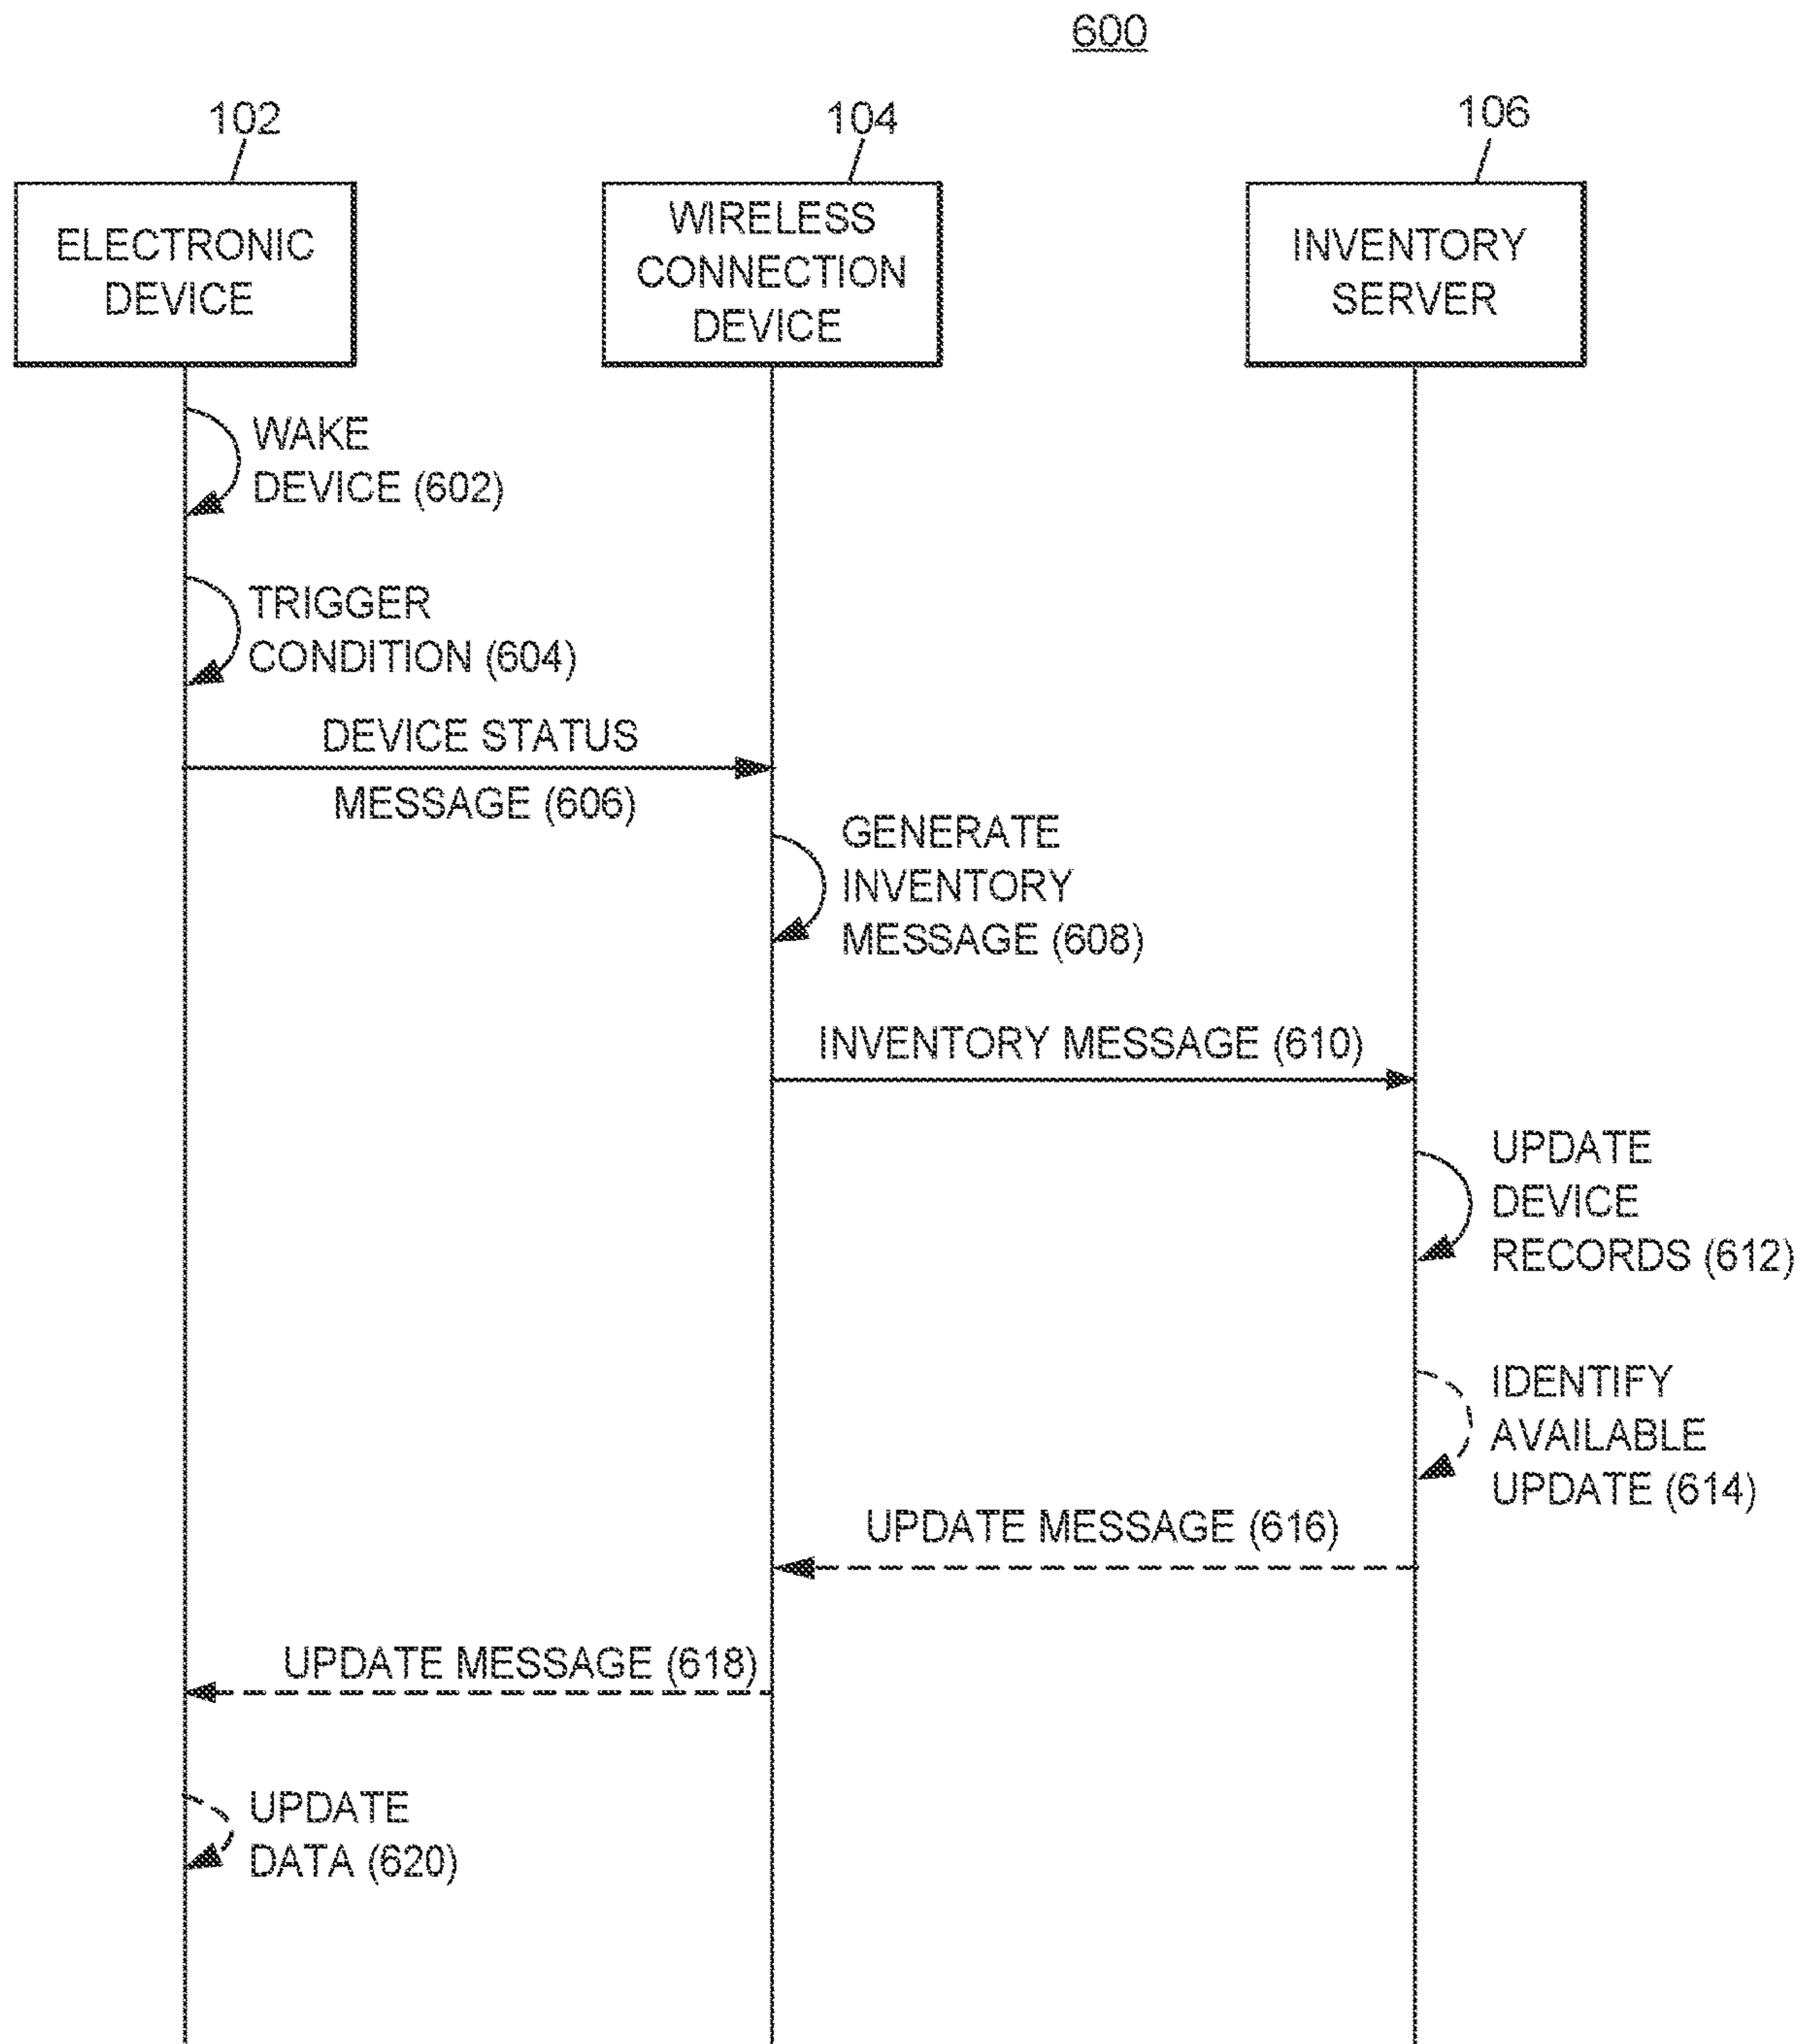 600
102
104
106
ELECTRONIC
DEVICE
WIRELESS
CONNECTION
DEVICE
INVENTORY
SERVER
WAKE
DEVICE (602)
TRIGGER
CONDITION (604)
DEVICE STATUS
MESSAGE (606)
GENERATE
INVENTORY
MESSAGE (608)
INVENTORY MESSAGE (610)
UPDATE
DEVICE
RECORDS (612)
IDENTIFY
AVAILABLE
UPDATE (614)
UPDATE MESSAGE (616)
UPDATE MESSAGE (618)
UPDATE
DATA (620)